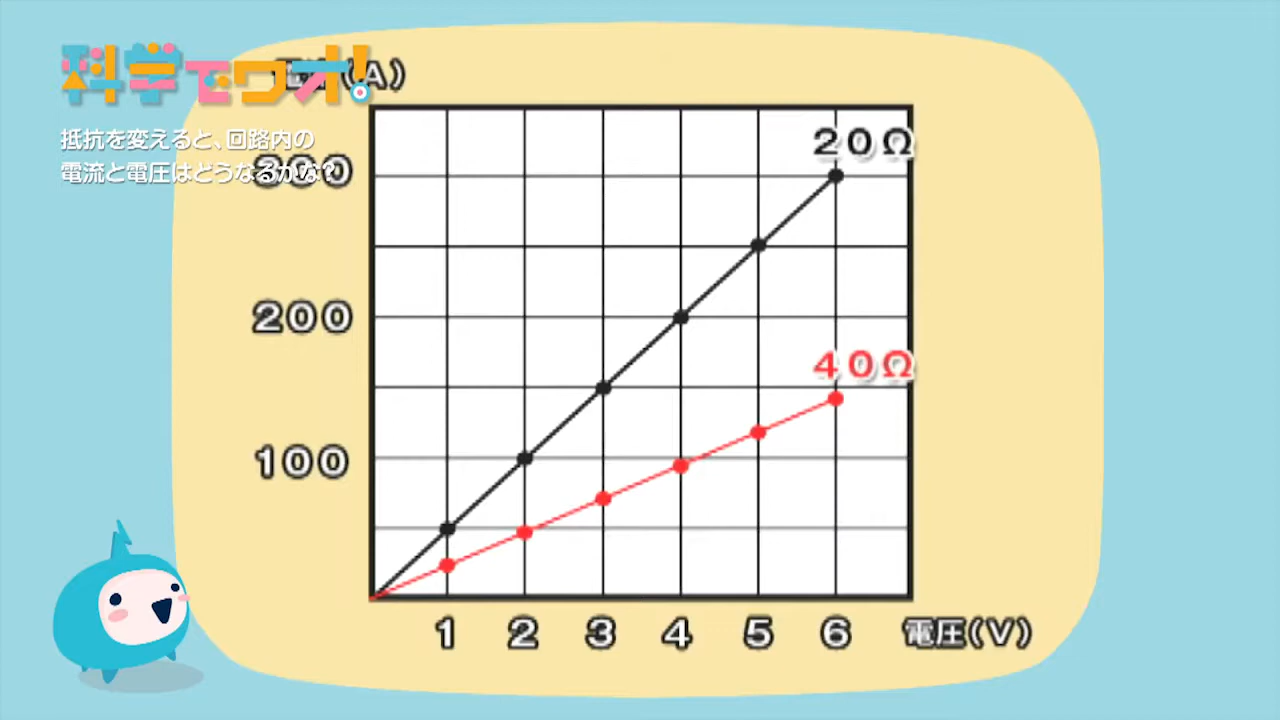 科学でワオ!
(A)
抵抗を変えると、回路内の
電流と電圧はどうなるかな?
300
200
100
20Ω
40Ω
1 2 3 4 5 6 電圧(V)